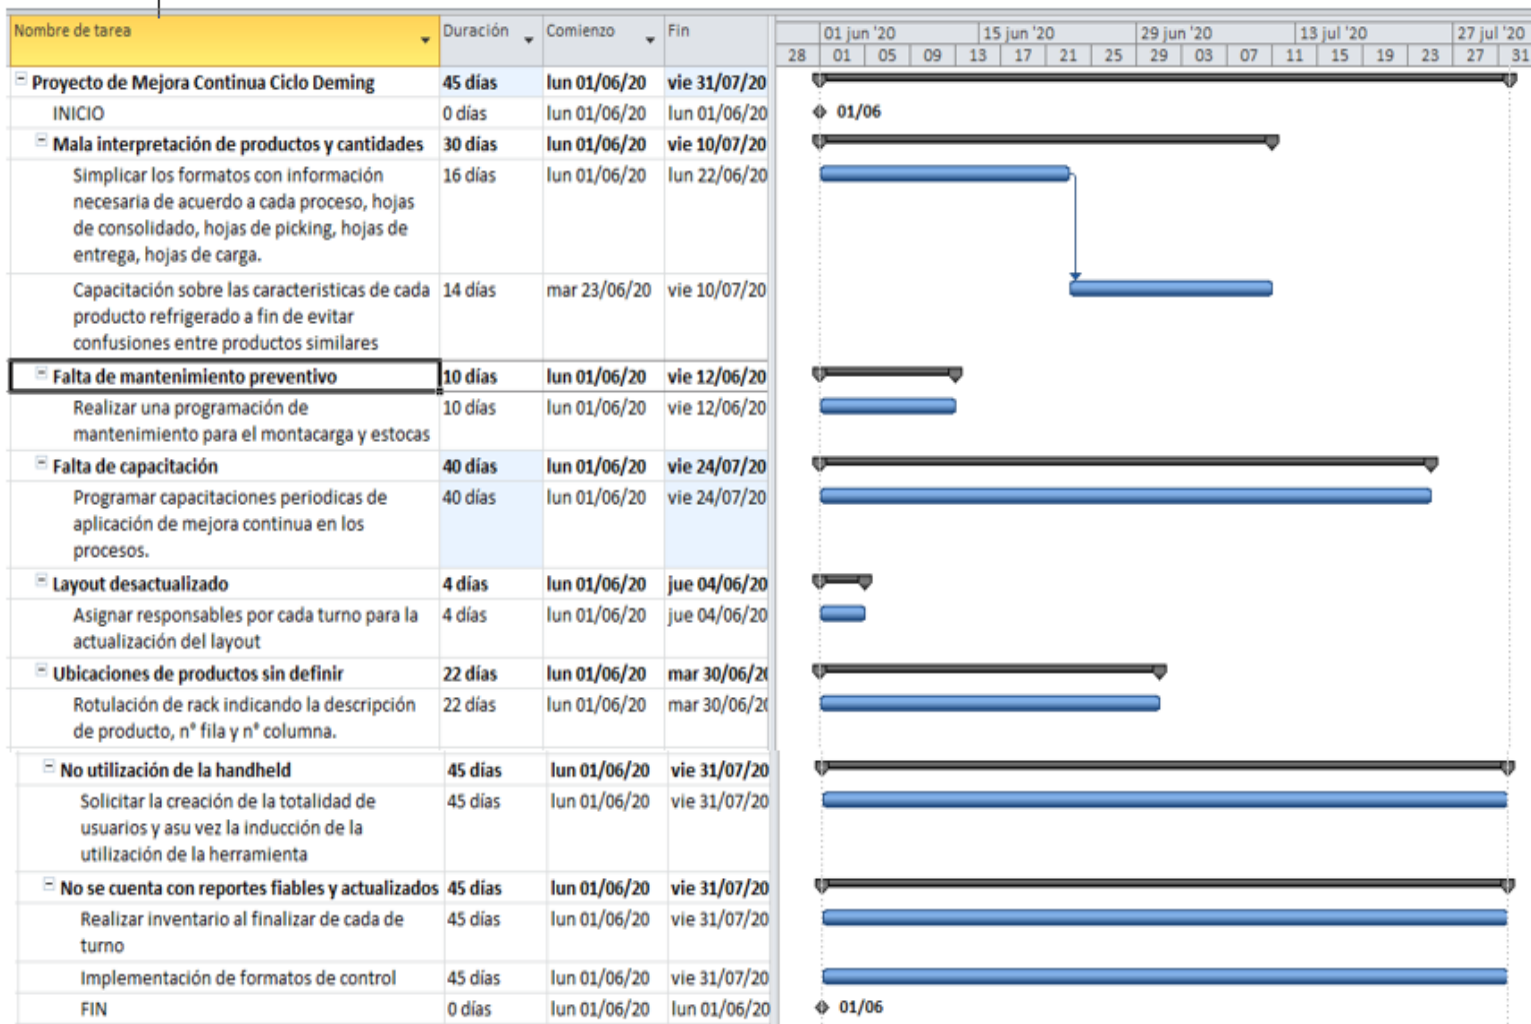 Nombre de tarea Duración Comienzo Fin
01 jun '20 15 jun '20 29 jun '20 13 jul '20 27 jul '20
28 01 05 09 13 17 21 25 29 03 07 11 15 19 23 27 31
Proyecto de Mejora Continua Ciclo Deming 45 días lun 01/06/20 vie 31/07/20
INICIO 0 días lun 01/06/20 lun 01/06/20 01/06
Mala interpretación de productos y cantidades 30 días lun 01/06/20 vie 10/07/20
Simplicar los formatos con información 16 días lun 01/06/20 lun 22/06/20
necesaria de acuerdo a cada proceso, hojas
de consolidado, hojas de picking, hojas de
entrega, hojas de carga.
Capacitación sobre las caracteristicas de cada 14 días mar 23/06/20 vie 10/07/20
producto refrigerado a fin de evitar
confusiones entre productos similares
Falta de mantenimiento preventivo 10 días lun 01/06/20 vie 12/06/20
Realizar una programación de 10 días lun 01/06/20 vie 12/06/20
mantenimiento para el montacarga y estocas
Falta de capacitación 40 días lun 01/06/20 vie 24/07/20
Programar capacitaciones periodicas de 40 días lun 01/06/20 vie 24/07/20
aplicación de mejora continua en los
procesos.
Layout desactualizado 4 días lun 01/06/20 jue 04/06/20
Asignar responsables por cada turno para la 4 días lun 01/06/20 jue 04/06/20
actualización del layout
Ubicaciones de productos sin definir 22 días lun 01/06/20 mar 30/06/20
Rotulación de rack indicando la descripción 22 días lun 01/06/20 mar 30/06/20
de producto, n° fila y n° columna.
No utilización de la handheld 45 días lun 01/06/20 vie 31/07/20
Solicitar la creación de la totalidad de 45 días lun 01/06/20 vie 31/07/20
usuarios y asu vez la inducción de la
utilización de la herramienta
No se cuenta con reportes fiables y actualizados 45 días lun 01/06/20 vie 31/07/20
Realizar inventario al finalizar de cada de 45 días lun 01/06/20 vie 31/07/20
turno
Implementación de formatos de control 45 días lun 01/06/20 vie 31/07/20
FIN 0 días lun 01/06/20 lun 01/06/20 01/06